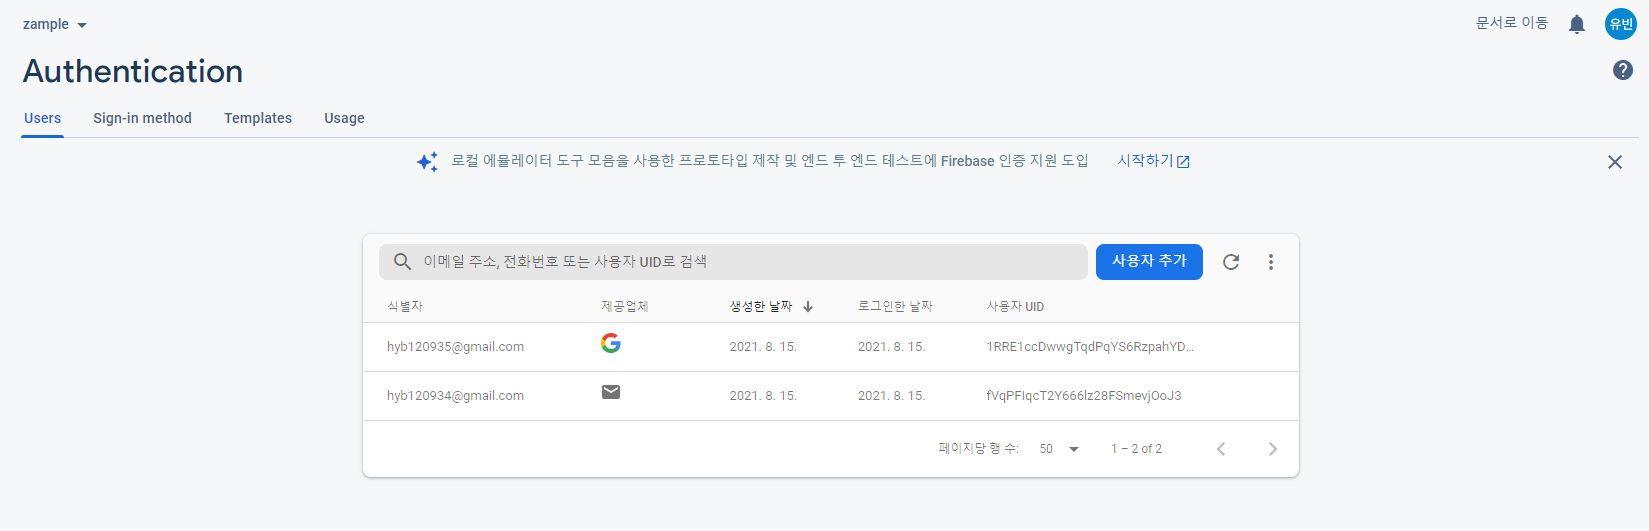 zample
문서로 이동
유빈
Authentication
Users Sign-in method Templates Usage
로컬 에뮬레이터 도구 모음을 사용한 프로토타입 제작 및 엔드 투 엔드 테스트에 Firebase 인증 지원 도입 시작하기
이메일 주소, 전화번호 또는 사용자 UID로 검색 사용자 추가
식별자 제공업체 생성한 날짜 로그인한 날짜 사용자 UID
hyb120935@gmail.com 2021. 8. 15. 2021. 8. 15. 1RRE1ccDwwgTqdPqYS6RzpahYD...
hyb120934@gmail.com 2021. 8. 15. 2021. 8. 15. fVqPFIqcT2Y666lz28FSmevjOoJ3
페이지당 행 수: 50 1 – 2 of 2